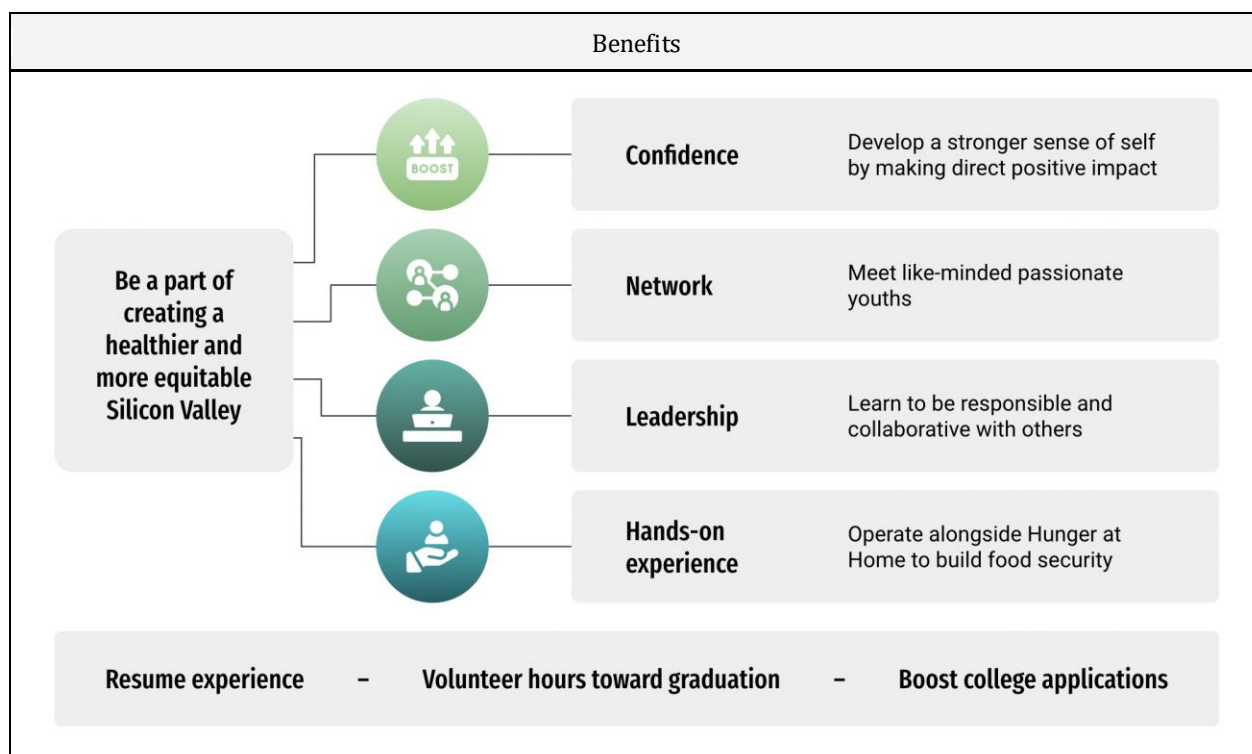 Benefits
Be a part of
creating a
healthier and
more equitable
Silicon Valley
BOOST
Confidence
Develop a stronger sense of self
by making direct positive impact
Network
Meet like-minded passionate
youths
Leadership
Learn to be responsible and
collaborative with others
Hands-on
experience
Operate alongside Hunger at
Home to build food security
Resume experience – Volunteer hours toward graduation – Boost college applications